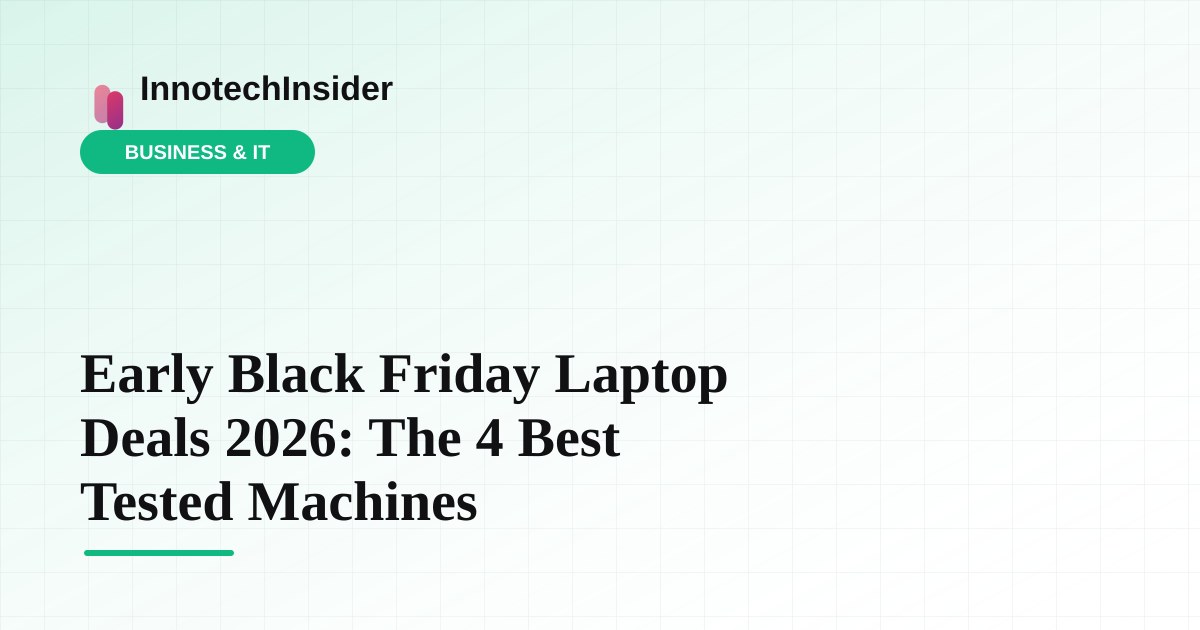 InnotechInsider
BUSINESS & IT
Early Black Friday Laptop
Deals 2026: The 4 Best
Tested Machines